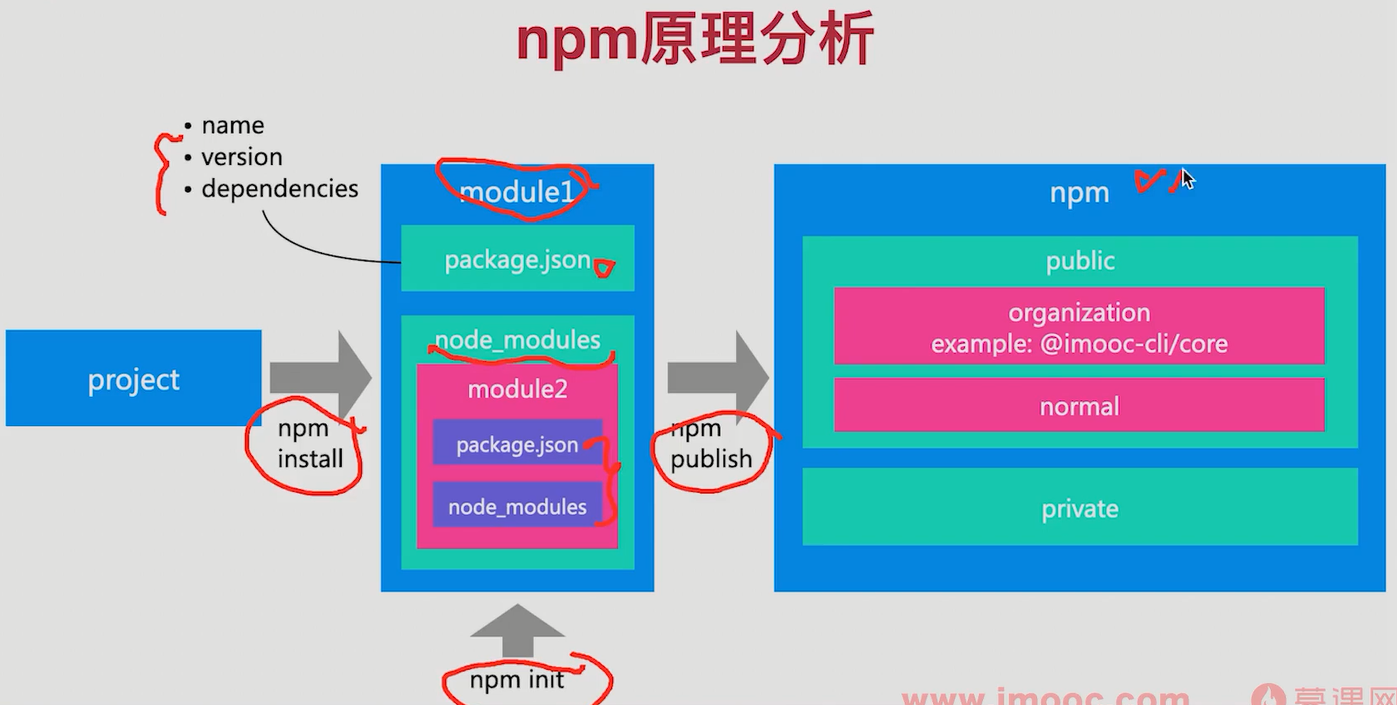 npm原理分析
• name
• version
• dependencies
module1
package.json
node_modules
module2
package.json
node_modules
project
npm
install
npm
publish
npm init
npm
public
organization
example: @imooc-cli/core
normal
private
www.imooc.com
慕课网